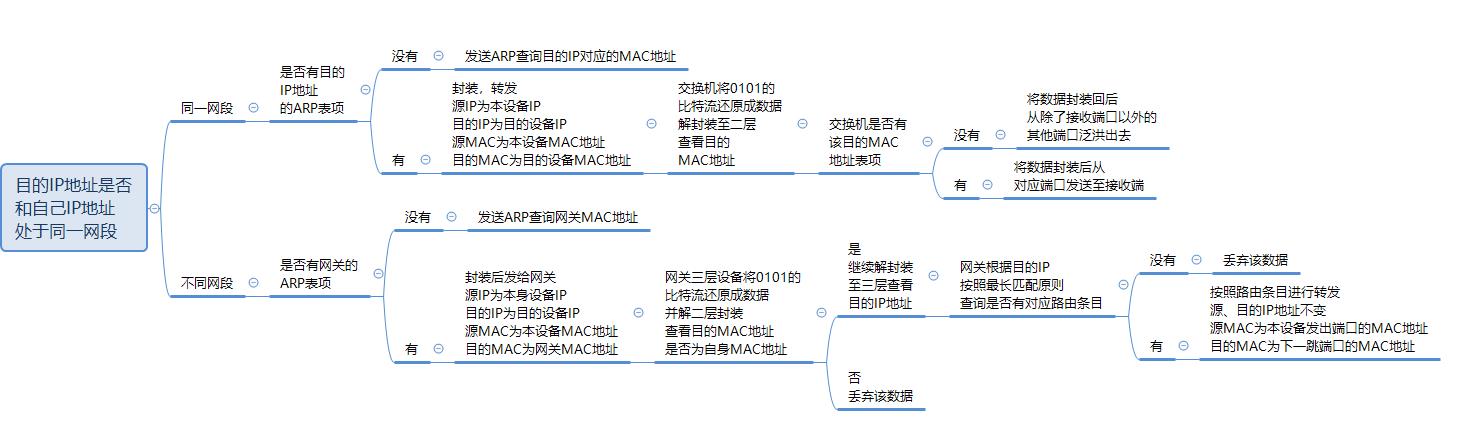 目的IP地址是否
和自己IP地址
处于同一网段
同一网段
是否有目的
IP地址
的ARP表项
没有
发送ARP查询目的IP对应的MAC地址
有
封装，转发
源IP为本设备IP
目的IP为目的设备IP
源MAC为本设备MAC地址
目的MAC为目的设备MAC地址
交换机将0101的
比特流还原成数据
解封装至二层
查看目的
MAC地址
交换机是否有
该目的MAC
地址表项
没有
将数据封装回后
从除了接收端口以外的
其他端口泛洪出去
有
将数据封装后从
对应端口发送至接收端
不同网段
是否有网关的
ARP表项
没有
发送ARP查询网关MAC地址
有
封装后发给网关
源IP为本身设备IP
目的IP为目的设备IP
源MAC为本设备MAC地址
目的MAC为网关MAC地址
网关三层设备将0101的
比特流还原成数据
并解二层封装
查看目的MAC地址
是否为自身MAC地址
是
继续解封装
至三层查看
目的IP地址
网关根据目的IP
按照最长匹配原则
查询是否有对应路由条目
没有
丢弃该数据
有
按照路由条目进行转发
源、目的IP地址不变
源MAC为本设备发出端口的MAC地址
目的MAC为下一跳端口的MAC地址
否
丢弃该数据